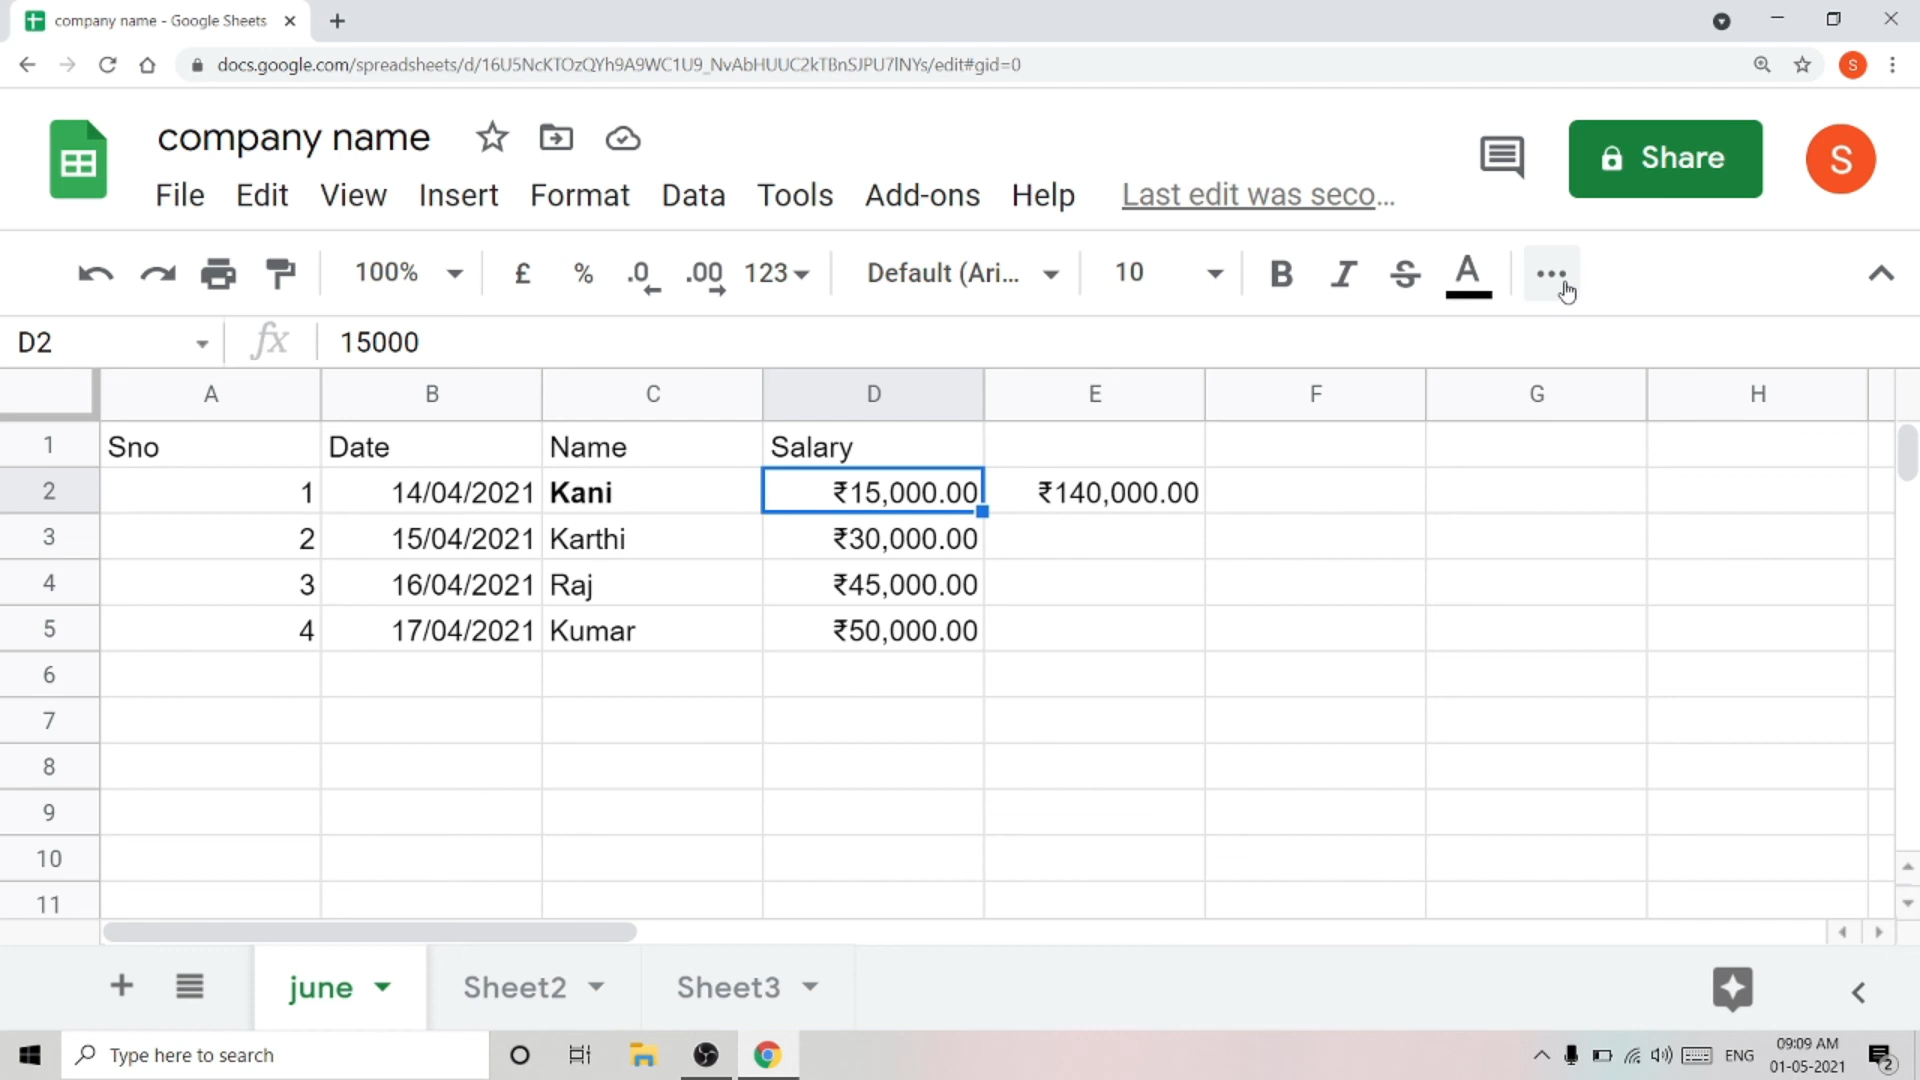 company name - Google Sheets
docs.google.com/spreadsheets/d/16U5NcKTOzQYh9A9WC1U9_NvAbHUUC2kTBnSJPU7lNYs/edit#gid=0
S
company name
Share
S
File Edit View Insert Format Data Tools Add-ons Help Last edit was seco...
100% £ % .0 .00 123 Default (Ari... 10 B I S A
D2 fx 15000
A B C D E F G H
1 Sno Date Name Salary
2 1 14/04/2021 Kani ₹15,000.00 ₹140,000.00
3 2 15/04/2021 Karthi ₹30,000.00
4 3 16/04/2021 Raj ₹45,000.00
5 4 17/04/2021 Kumar ₹50,000.00
6
7
8
9
10
11
june Sheet2 Sheet3
Type here to search
ENG
09:09 AM
01-05-2021
2